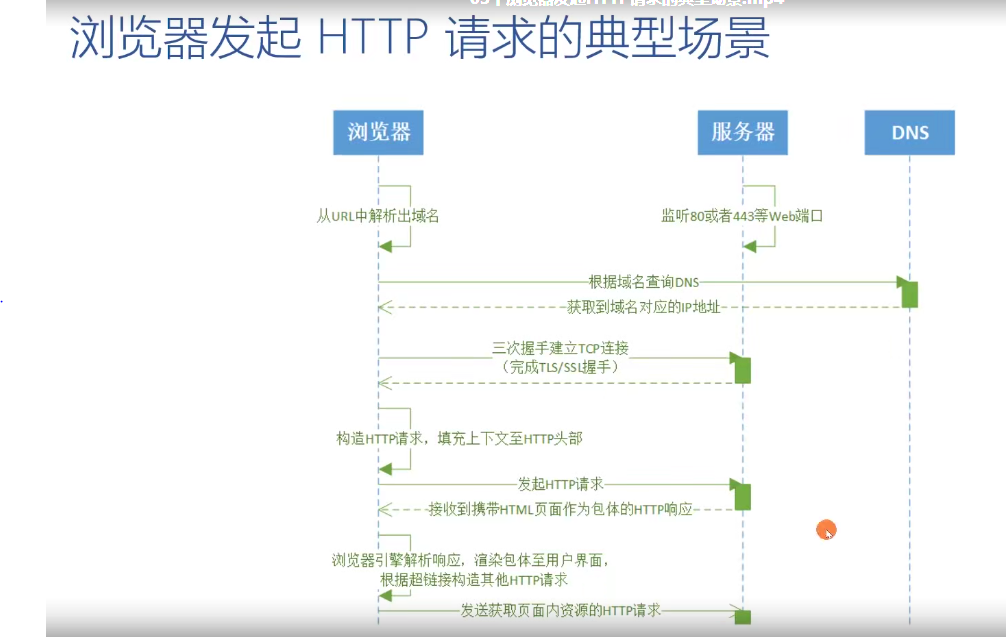 浏览器发起 HTTP 请求的典型场景
浏览器
服务器
DNS
从URL中解析出域名
监听80或者443等Web端口
根据域名查询DNS
获取到域名对应的IP地址
三次握手建立TCP连接
（完成TLS/SSL握手）
构造HTTP请求，填充上下文至HTTP头部
发起HTTP请求
接收到携带HTML页面作为包体的HTTP响应
浏览器引擎解析响应，渲染包体至用户界面，
根据超链接构造其他HTTP请求
发送获取页面内资源的HTTP请求